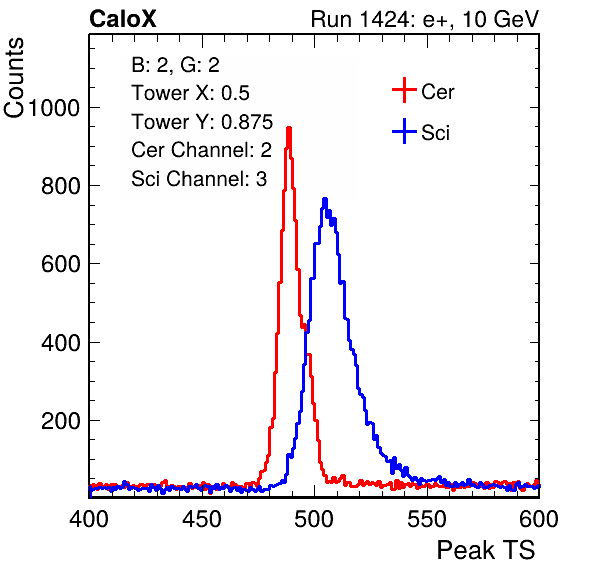 CaloX Run 1424: e+, 10 GeV
B: 2, G: 2
Tower X: 0.5
Tower Y: 0.875
Cer Channel: 2
Sci Channel: 3
Cer
Sci
Counts
1000
800
600
400
200
400 450 500 550 600
Peak TS